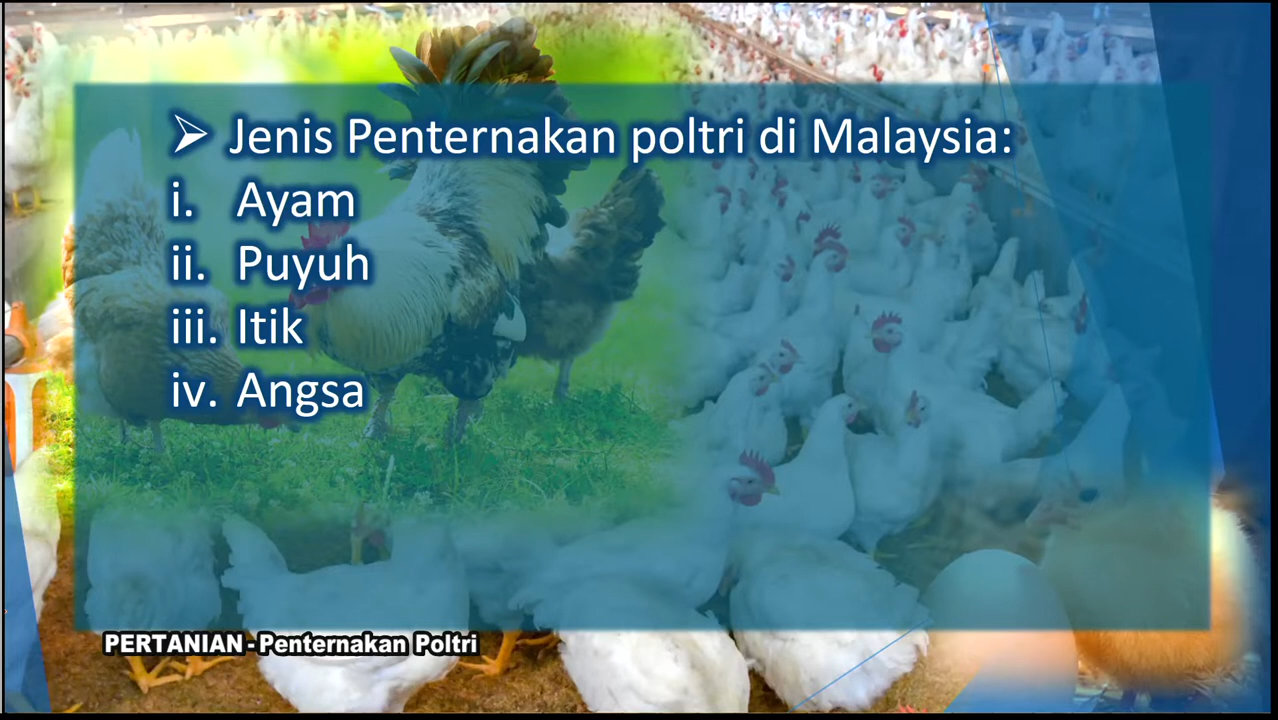 ➢ Jenis Penternakan poltri di Malaysia:
i. Ayam
ii. Puyuh
iii. Itik
iv. Angsa
PERTANIAN - Penternakan Poltri